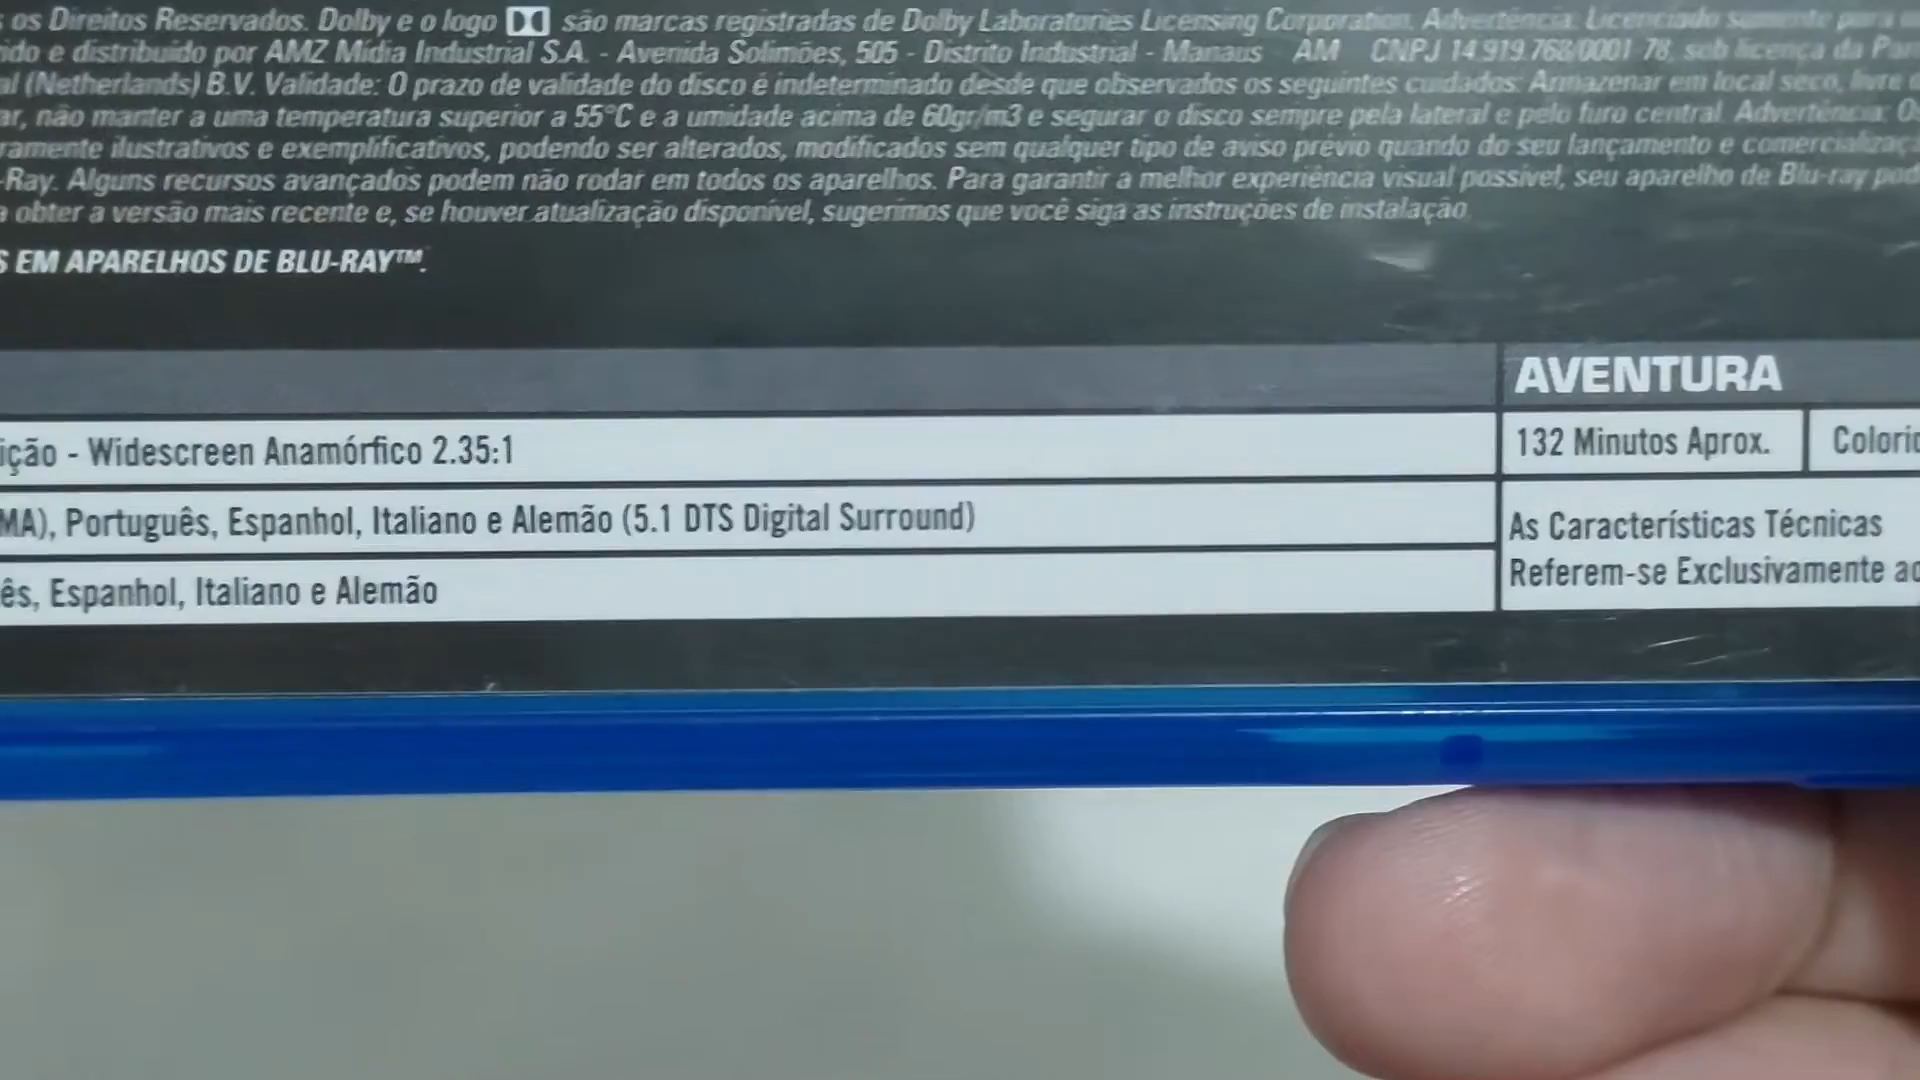 os Direitos Reservados. Dolby e o logo são marcas registradas de Dolby Laboratories Licensing Corporation. Advertência: Licenciado somente para
ido e distribuído por AMZ Mídia Industrial S.A. - Avenida Solimões, 505 - Distrito Industrial - Manaus AM CNPJ 14.919.768/0001-78, sob licença da Par
al (Netherlands) B.V. Validade: O prazo de validade do disco é indeterminado desde que observados os seguintes cuidados: Armazenar em local seco, livre d
ar, não manter a uma temperatura superior a 55°C e a umidade acima de 60gr/m3 e segurar o disco sempre pela lateral e pelo furo central. Advertência: Os
ramente ilustrativos e exemplificativos, podendo ser alterados, modificados sem qualquer tipo de aviso prévio quando do seu lançamento e comercializaçã
-Ray. Alguns recursos avançados podem não rodar em todos os aparelhos. Para garantir a melhor experiência visual possível, seu aparelho de Blu-ray pod
a obter a versão mais recente e, se houver atualização disponível, sugerimos que você siga as instruções de instalação.
S EM APARELHOS DE BLU-RAY™.
AVENTURA
ição - Widescreen Anamórfico 2.35:1
132 Minutos Aprox.
Colorid
MA), Português, Espanhol, Italiano e Alemão (5.1 DTS Digital Surround)
As Características Técnicas
Referem-se Exclusivamente ao
ês, Espanhol, Italiano e Alemão